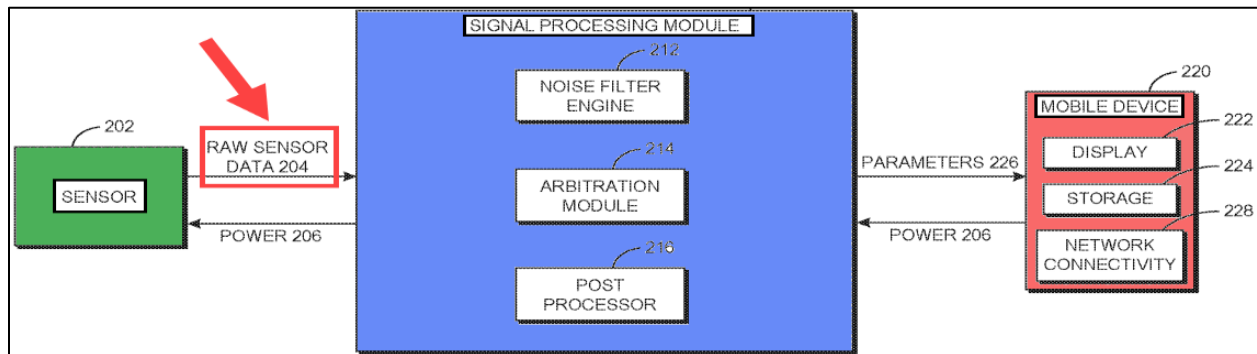 SIGNAL PROCESSING MODULE
212
NOISE FILTER
ENGINE
220
MOBILE DEVICE
202
222
RAW SENSOR
DATA 204
214
PARAMETERS 226
DISPLAY
224
SENSOR
ARBITRATION
MODULE
STORAGE
228
POWER 206
POWER 206
NETWORK
CONNECTIVITY
216
POST
PROCESSOR